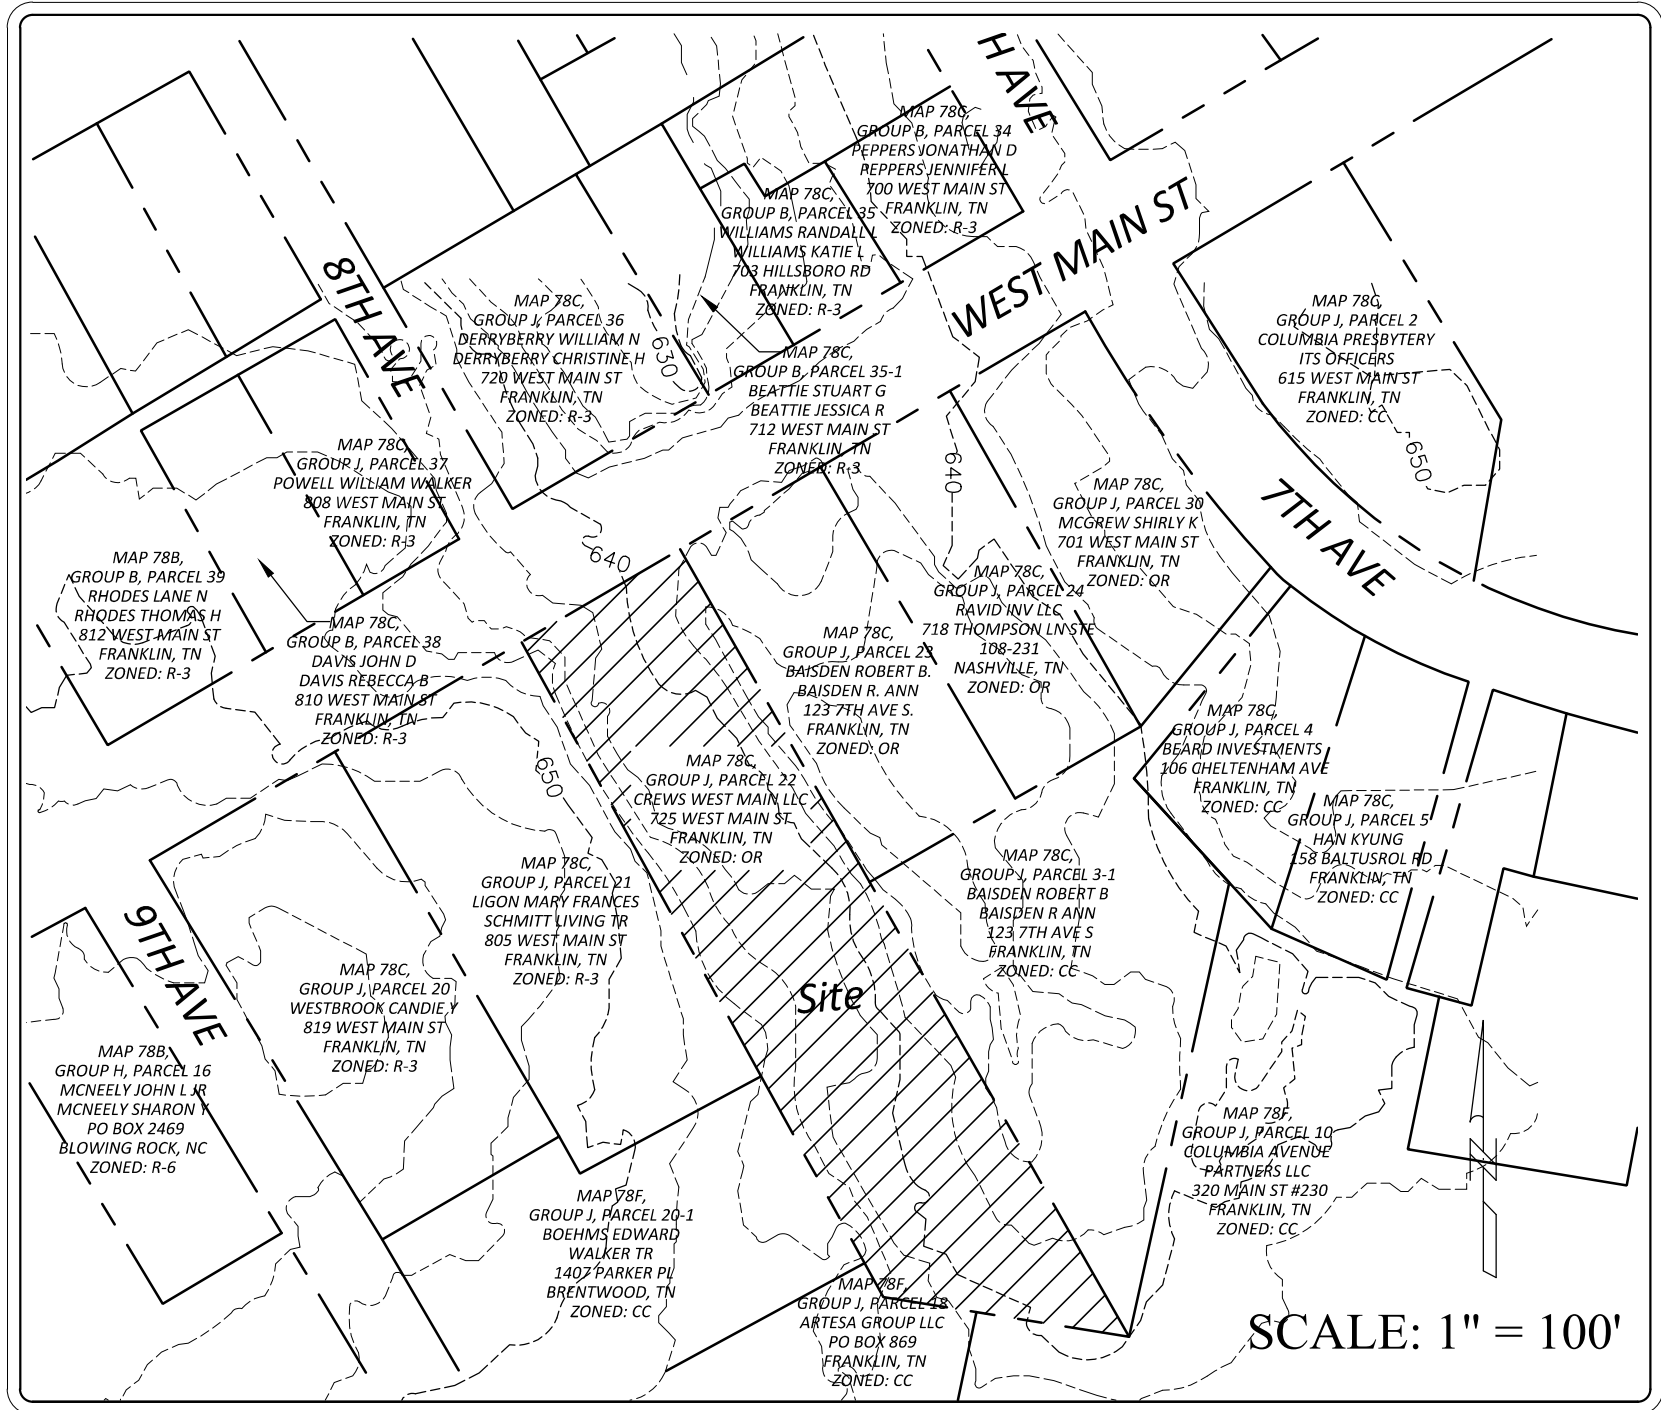 H AVE
MAP 78C,
GROUP B, PARCEL 34
PEPPERS JONATHAN D
PEPPERS JENNIFER L
700 WEST MAIN ST
FRANKLIN, TN
ZONED: R-3
MAP 78C,
GROUP B, PARCEL 35
WILLIAMS RANDALL L
WILLIAMS KATIE L
703 HILLSBORO RD
FRANKLIN, TN
ZONED: R-3
WEST MAIN ST
8TH AVE
MAP 78C,
GROUP J, PARCEL 36
DERRYBERRY WILLIAM N
DERRYBERRY CHRISTINE H
720 WEST MAIN ST
FRANKLIN, TN
ZONED: R-3
630
MAP 78C,
GROUP B, PARCEL 35-1
BEATTIE STUART G
BEATTIE JESSICA R
712 WEST MAIN ST
FRANKLIN, TN
ZONED: R-3
MAP 78C,
GROUP J, PARCEL 2
COLUMBIA PRESBYTERY
ITS OFFICERS
615 WEST MAIN ST
FRANKLIN, TN
ZONED: CC
650
MAP 78C,
GROUP J, PARCEL 37
POWELL WILLIAM WALKER
808 WEST MAIN ST
FRANKLIN, TN
ZONED: R-3
640
640
MAP 78C,
GROUP J, PARCEL 30
MCGREW SHIRLY K
701 WEST MAIN ST
FRANKLIN, TN
ZONED: OR
7TH AVE
MAP 78B,
GROUP B, PARCEL 39
RHODES LANE N
RHODES THOMAS H
812 WEST MAIN ST
FRANKLIN, TN
ZONED: R-3
MAP 78C,
GROUP B, PARCEL 38
DAVIS JOHN D
DAVIS REBECCA B
810 WEST MAIN ST
FRANKLIN, TN
ZONED: R-3
MAP 78C,
GROUP J, PARCEL 23
BAISDEN ROBERT B.
BAISDEN R. ANN
123 7TH AVE S.
FRANKLIN, TN
ZONED: OR
MAP 78C,
GROUP J, PARCEL 24
RAVID INV LLC
718 THOMPSON LN STE
108-231
NASHVILLE, TN
ZONED: OR
650
MAP 78C,
GROUP J, PARCEL 22
CREWS WEST MAIN LLC
725 WEST MAIN ST
FRANKLIN, TN
ZONED: OR
MAP 78C,
GROUP J, PARCEL 4
BEARD INVESTMENTS
106 CHELTENHAM AVE
FRANKLIN, TN
ZONED: CC
MAP 78C,
GROUP J, PARCEL 5
HAN KYUNG
158 BALTUSROL RD
FRANKLIN, TN
ZONED: CC
MAP 78C,
GROUP J, PARCEL 21
LIGON MARY FRANCES
SCHMITT LIVING TR
805 WEST MAIN ST
FRANKLIN, TN
ZONED: R-3
MAP 78C,
GROUP J, PARCEL 3-1
BAISDEN ROBERT B
BAISDEN R ANN
123 7TH AVE S
FRANKLIN, TN
ZONED: CC
9TH AVE
MAP 78C,
GROUP J, PARCEL 20
WESTBROOK CANDIE Y
819 WEST MAIN ST
FRANKLIN, TN
ZONED: R-3
Site
MAP 78B,
GROUP H, PARCEL 16
MCNEELY JOHN L JR
MCNEELY SHARON Y
PO BOX 2469
BLOWING ROCK, NC
ZONED: R-6
MAP 78F,
GROUP J, PARCEL 10
COLUMBIA AVENUE
PARTNERS LLC
320 MAIN ST #230
FRANKLIN, TN
ZONED: CC
N
MAP 78F,
GROUP J, PARCEL 20-1
BOEHMS EDWARD
WALKER TR
1407 PARKER PL
BRENTWOOD, TN
ZONED: CC
MAP 78F,
GROUP J, PARCEL 18
ARTESA GROUP LLC
PO BOX 869
FRANKLIN, TN
ZONED: CC
SCALE: 1" = 100'